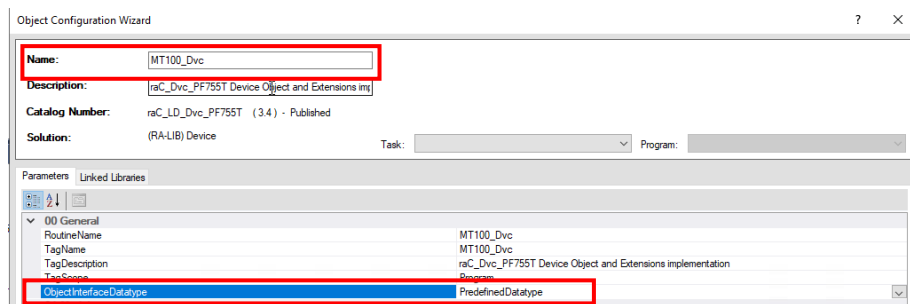 Object Configuration Wizard ? ×
Name: MT100_Dvc
Description: raC_Dvc_PF755T Device Object and Extensions imp
Catalog Number: raC_LD_Dvc_PF755T (3.4) - Published
Solution: (RA-LIB) Device Task: Program:
Parameters Linked Libraries
00 General
RoutineName MT100_Dvc
TagName MT100_Dvc
TagDescription raC_Dvc_PF755T Device Object and Extensions implementation
TagScope Program
ObjectInterfaceDatatype PredefinedDatatype